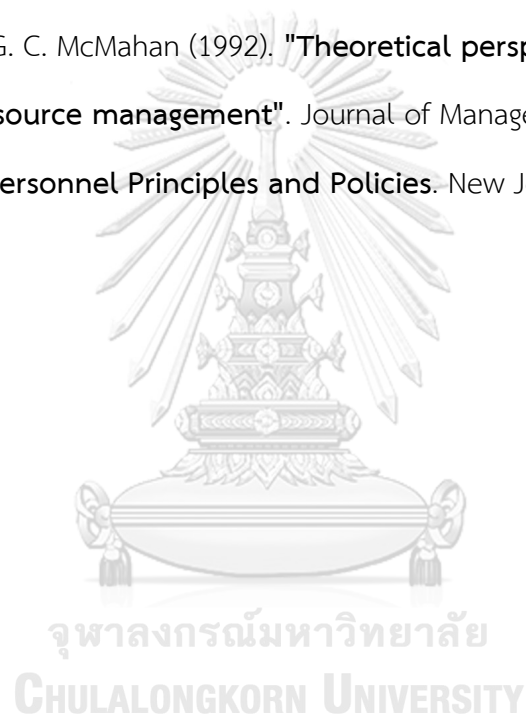 G. C. McMahan (1992). "Theoretical persp
source management". Journal of Manage
ersonnel Principles and Policies. New J
จุฬาลงกรณ์มหาวิทยาลัย
CHULALONGKORN UNIVERSITY